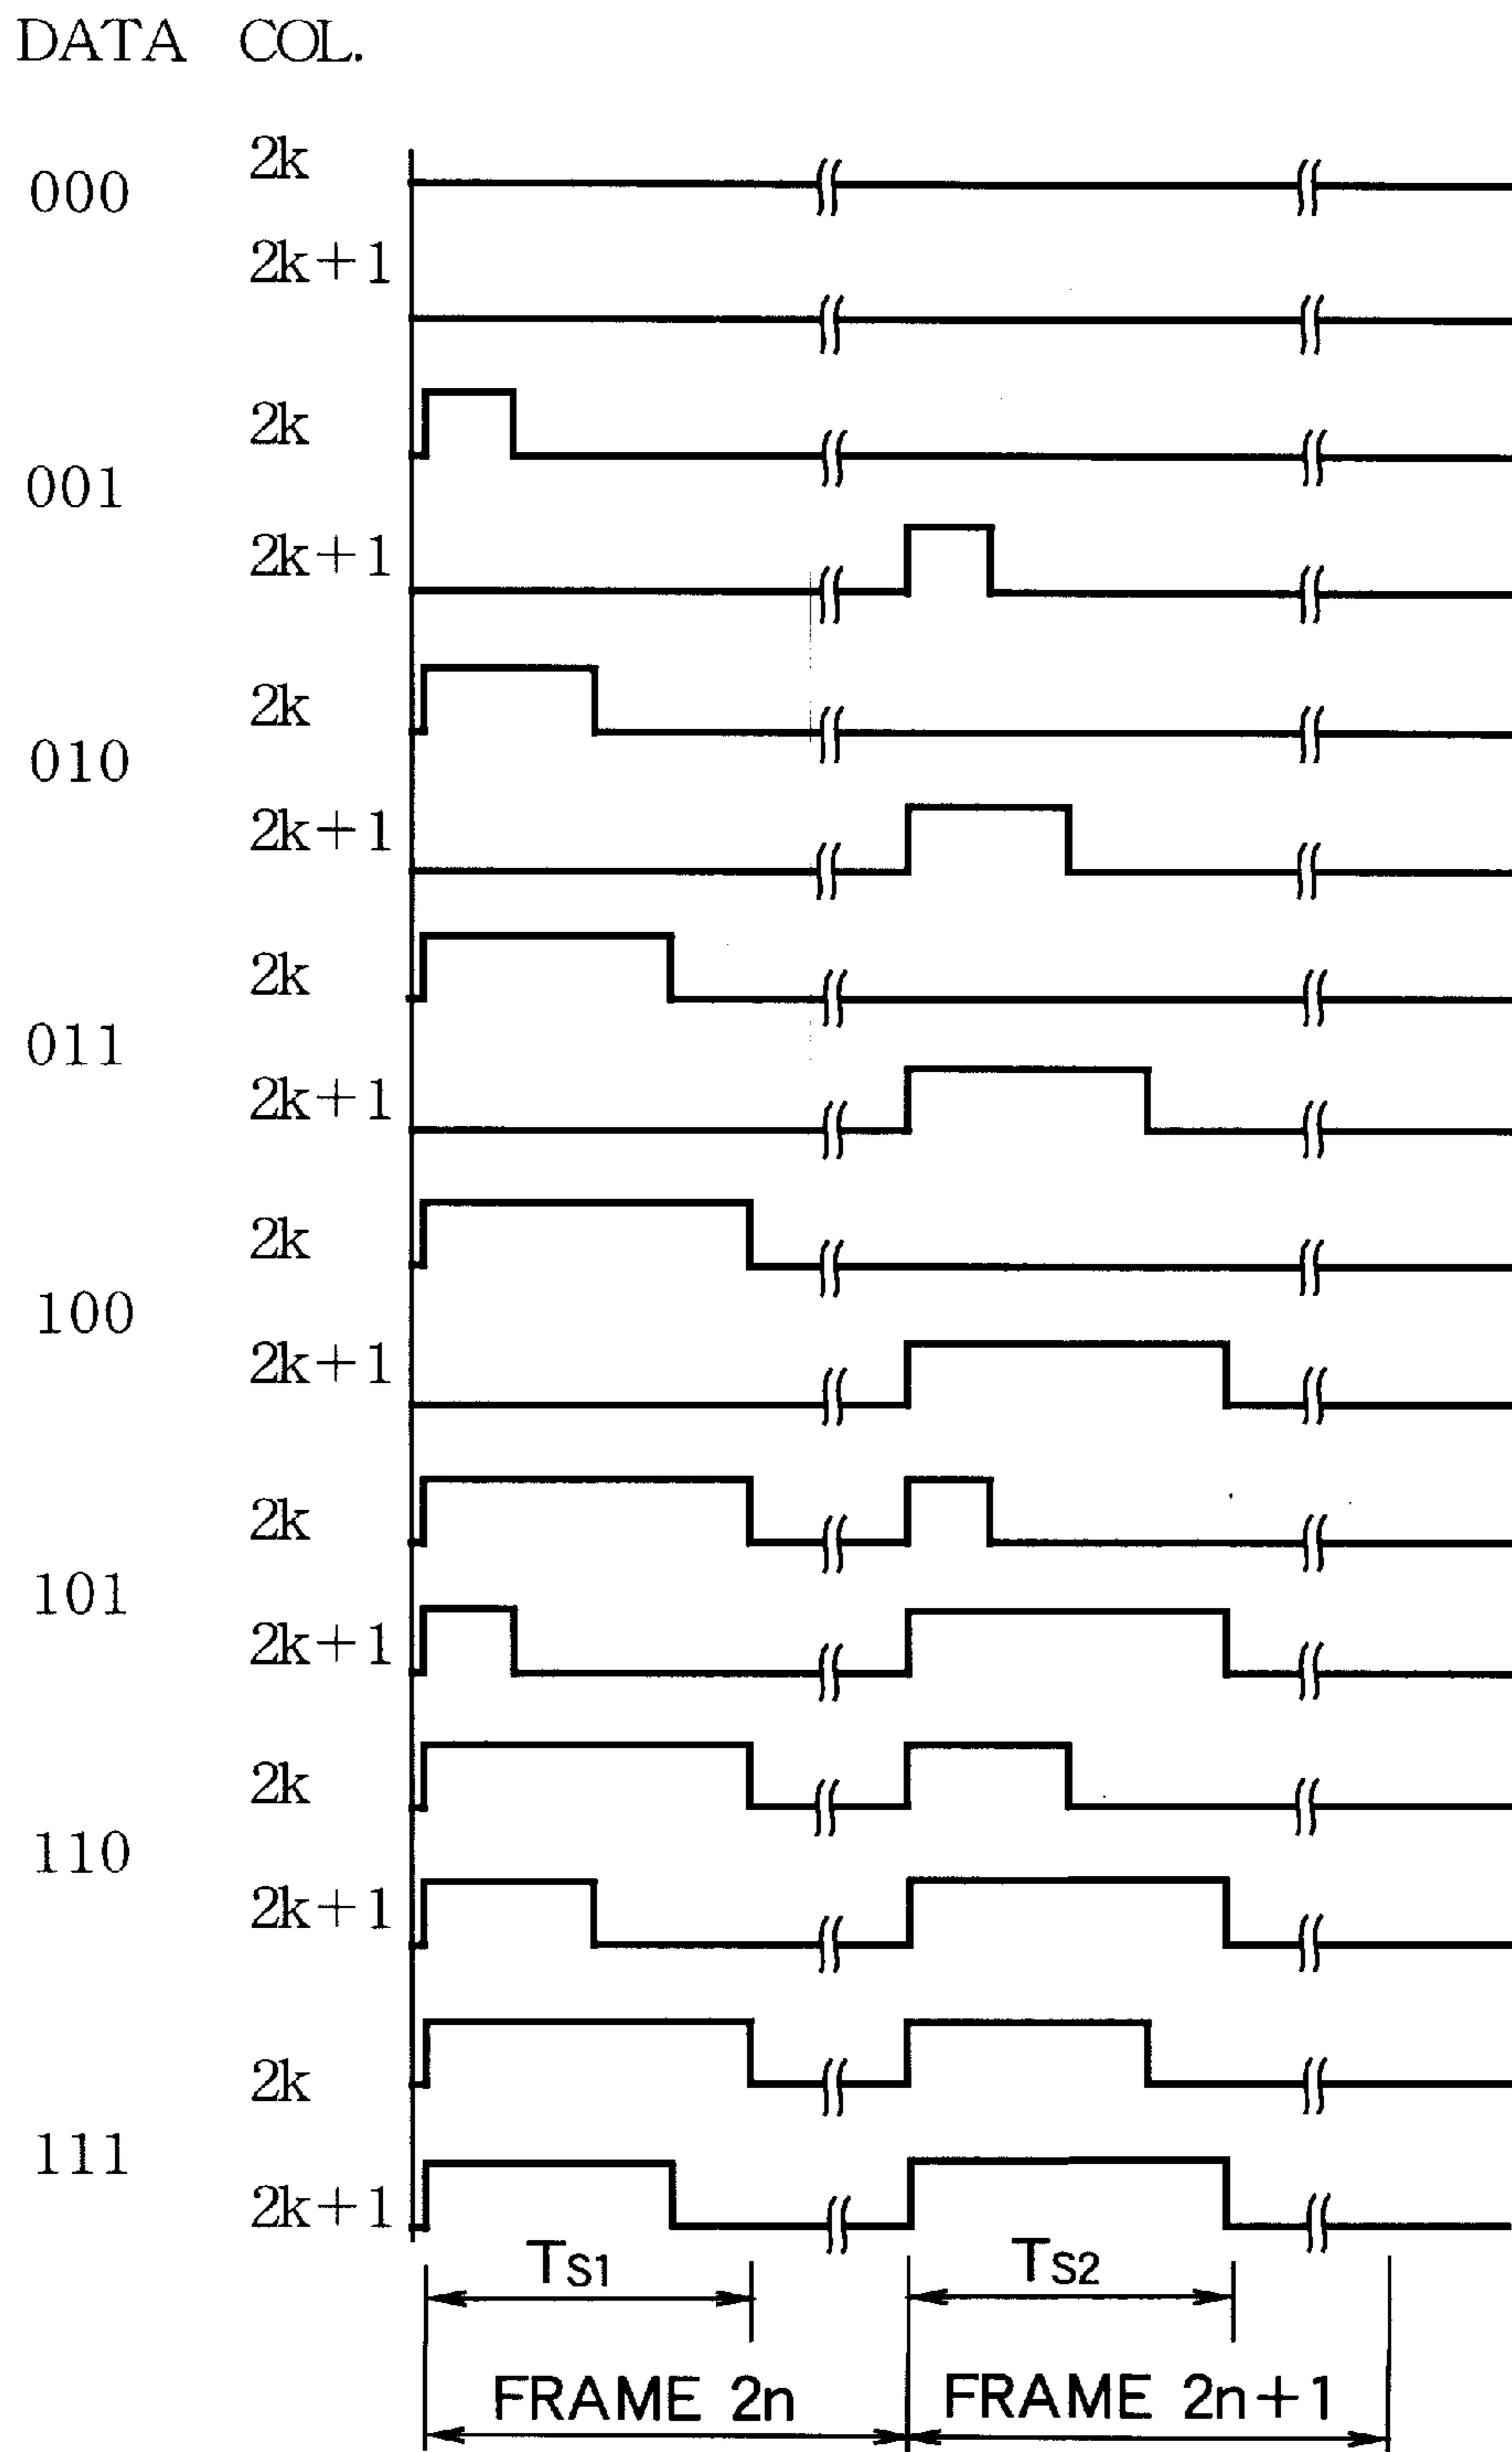 DATA COL.
2k
000
2k+1
2k
001
2k+1
2k
010
2k+1
2k
011
2k+1
2k
100
2k+1
2k
101
2k+1
2k
110
2k+1
2k
111
2k+1
TS1 TS2
FRAME 2n FRAME 2n+1